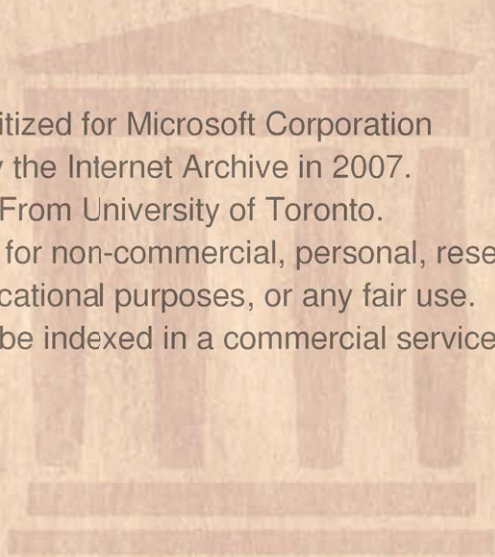 itized for Microsoft Corporation
the Internet Archive in 2007.
From University of Toronto.
for non-commercial, personal, rese
cational purposes, or any fair use.
be indexed in a commercial service